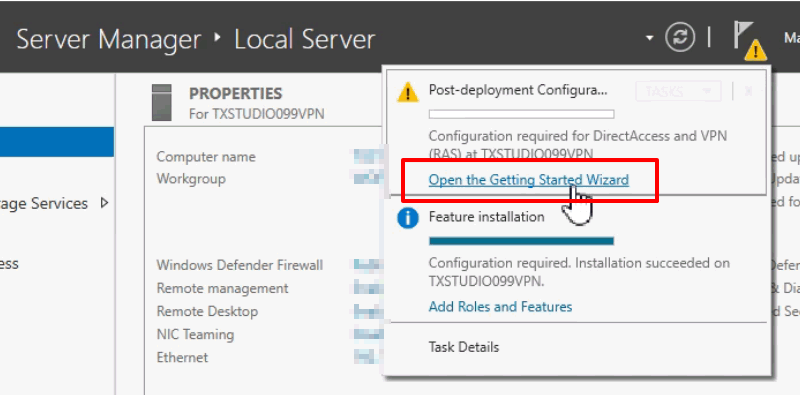 Server Manager ‣ Local Server
Ma
PROPERTIES
For TXSTUDIO099VPN
Computer name
Workgroup
age Services
ess
Windows Defender Firewall
Remote management
Remote Desktop
NIC Teaming
Ethernet
Post-deployment Configura...
TASKS
Configuration required for DirectAccess and VPN
(RAS) at TXSTUDIO099VPN
Open the Getting Started Wizard
Feature installation
Configuration required. Installation succeeded on
TXSTUDIO099VPN.
Add Roles and Features
Task Details
ed up
Upda
ed fo
Defe
& Dia
d Sec